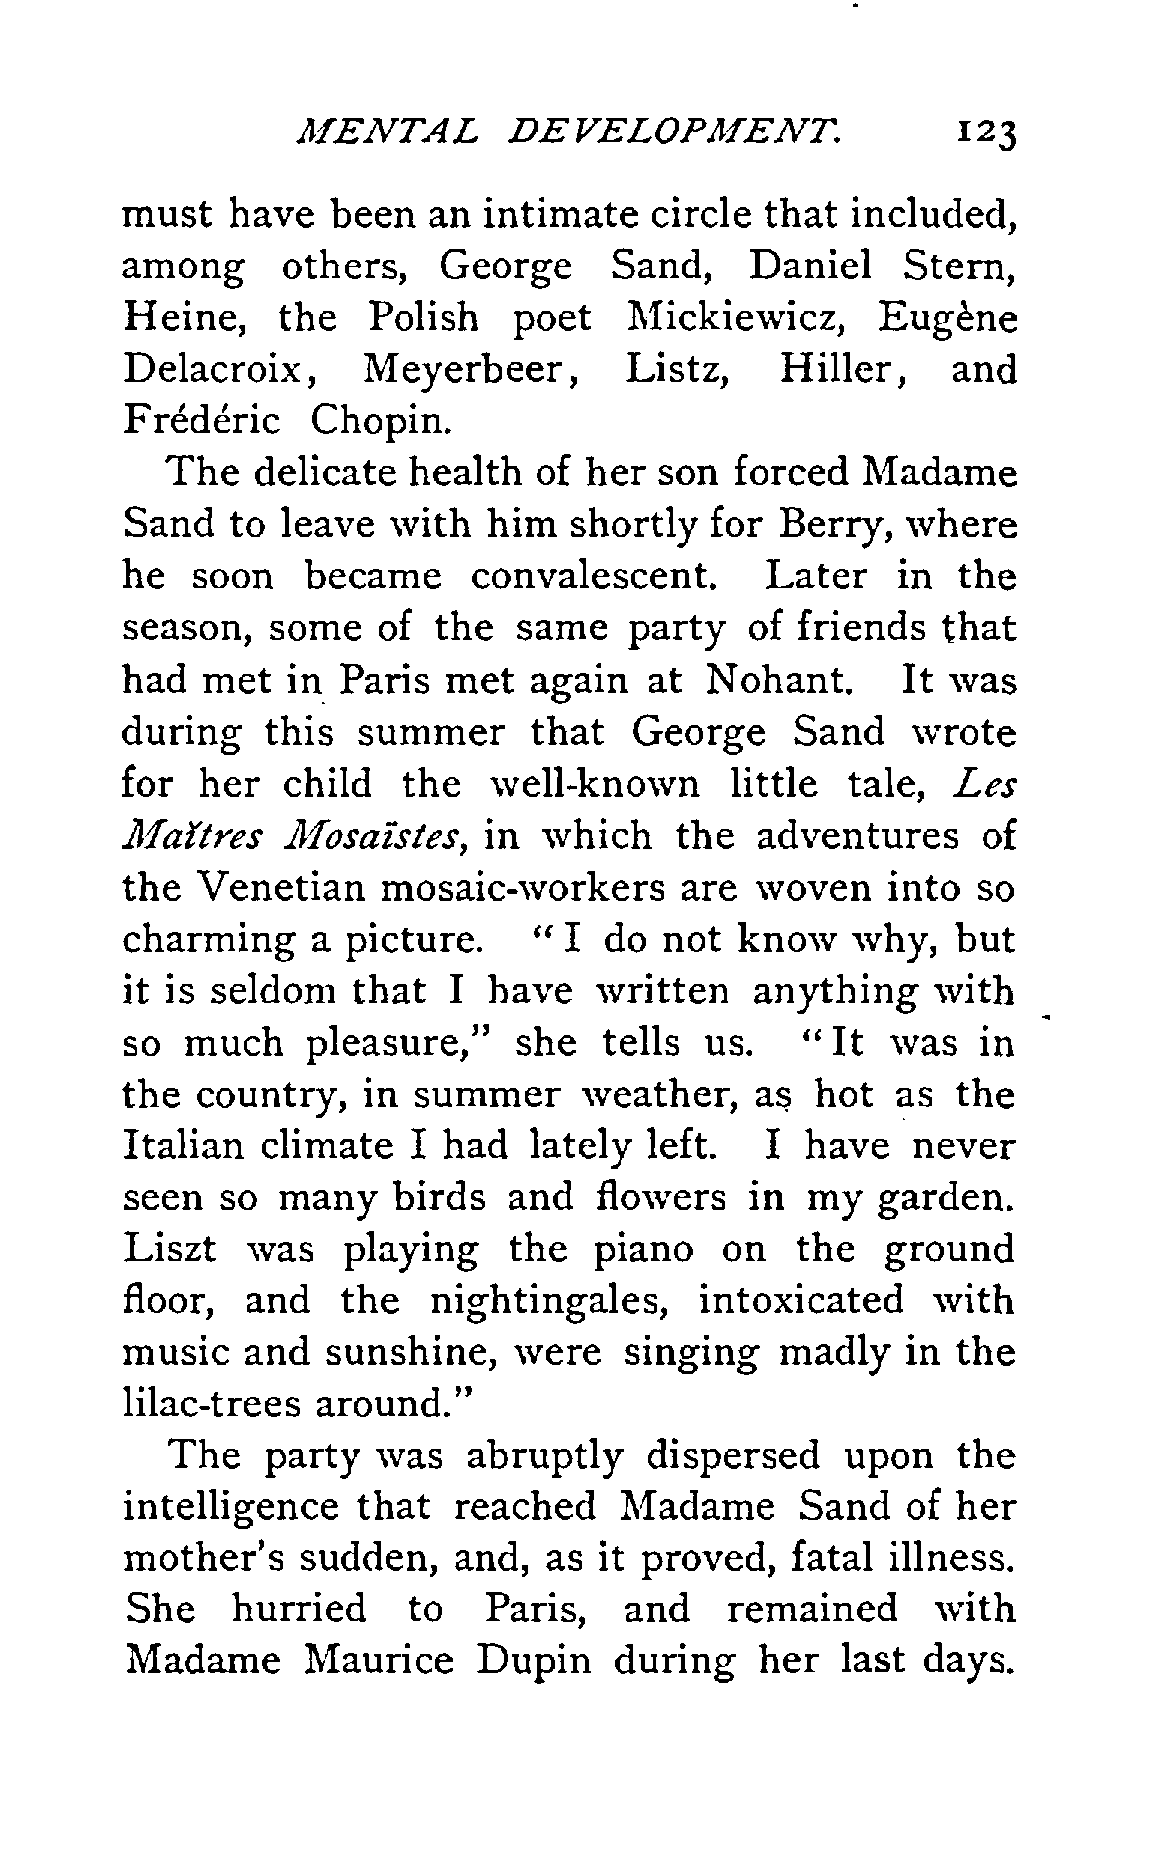 MENTAL DEVELOPMENT. 123
must have been an intimate circle that included,
among others, George Sand, Daniel Stern,
Heine, the Polish poet Mickiewicz, Eugène
Delacroix, Meyerbeer, Listz, Hiller, and
Frédéric Chopin.
The delicate health of her son forced Madame
Sand to leave with him shortly for Berry, where
he soon became convalescent. Later in the
season, some of the same party of friends that
had met in Paris met again at Nohant. It was
during this summer that George Sand wrote
for her child the well-known little tale, Les
Maîtres Mosaïstes, in which the adventures of
the Venetian mosaic-workers are woven into so
charming a picture. “I do not know why, but
it is seldom that I have written anything with
so much pleasure,” she tells us. “It was in
the country, in summer weather, as hot as the
Italian climate I had lately left. I have never
seen so many birds and flowers in my garden.
Liszt was playing the piano on the ground
floor, and the nightingales, intoxicated with
music and sunshine, were singing madly in the
lilac-trees around.”
The party was abruptly dispersed upon the
intelligence that reached Madame Sand of her
mother's sudden, and, as it proved, fatal illness.
She hurried to Paris, and remained with
Madame Maurice Dupin during her last days.